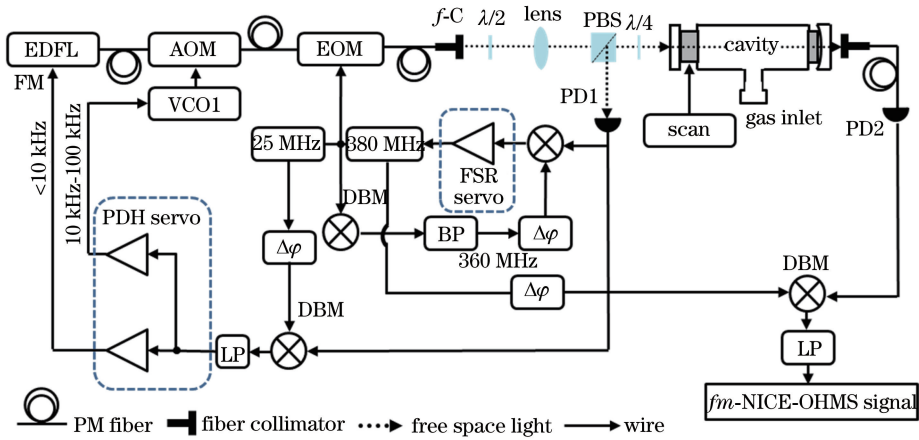 f-C λ/2 lens PBS λ/4
EDFL AOM EOM cavity
FM
VCO1 PD1 gas inlet PD2
scan
25 MHz 380 MHz
<10 kHz
10 kHz-100 kHz
FSR
servo
DBM
PDH servo
Δφ BP Δφ
360 MHz
DBM
Δφ
DBM
LP
LP
fm-NICE-OHMS signal
PM fiber fiber collimator free space light wire